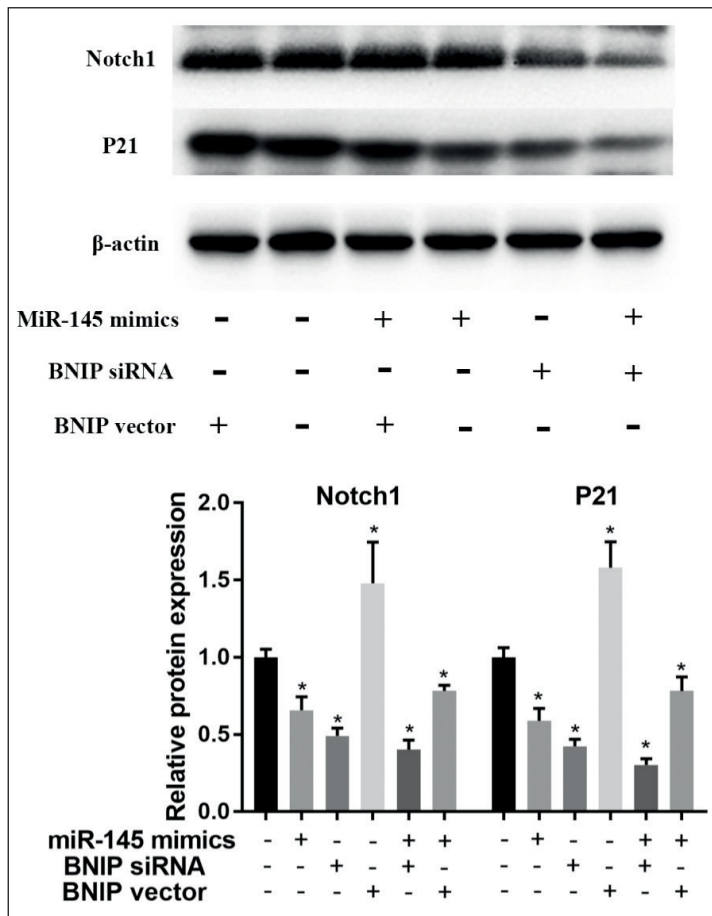 Notch1
P21
β-actin
MiR-145 mimics - - + + - +
BNIP siRNA - - - - + +
BNIP vector + - + - - -
Notch1 P21
Relative protein expression
2.0
1.5
1.0
0.5
0.0
* * * * *
* * * * *
miR-145 mimics - + - - + + - + - - + +
BNIP siRNA - - + - + - - - + - + -
BNIP vector - - - + - + - - - + - +